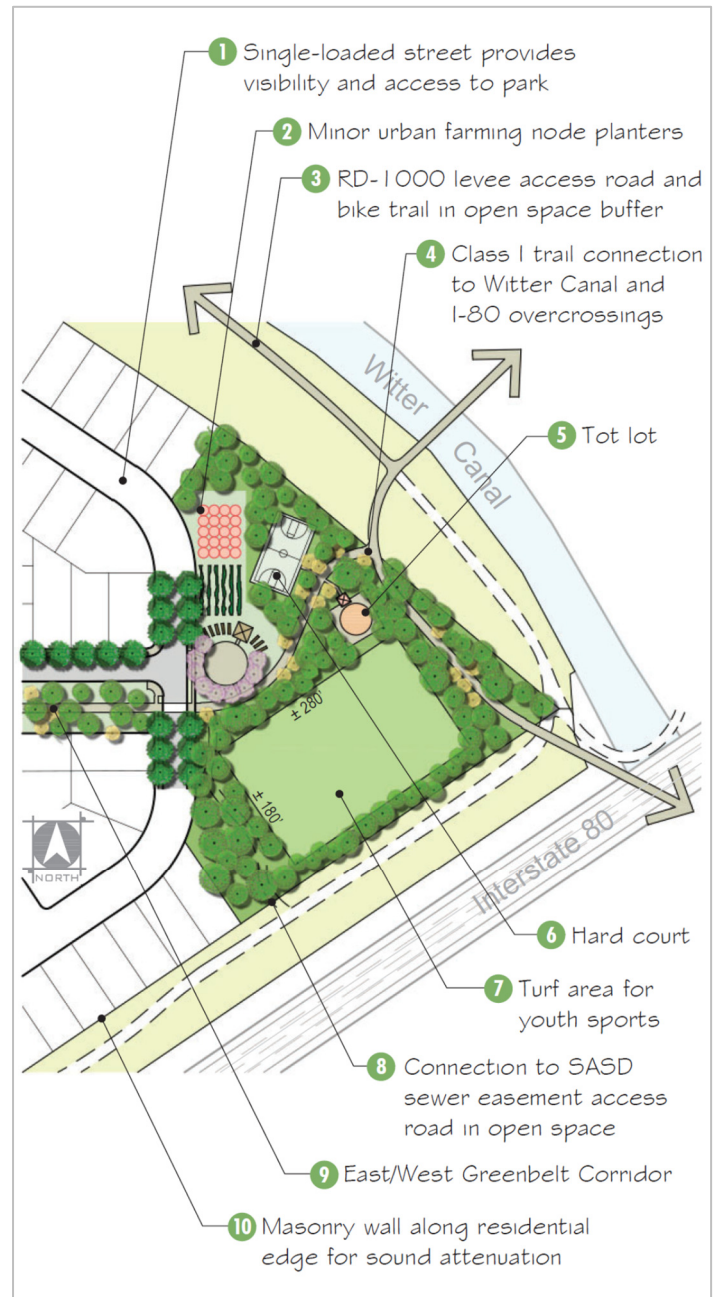 1 Single-loaded street provides
visibility and access to park
2 Minor urban farming node planters
3 RD-1000 levee access road and
bike trail in open space buffer
4 Class I trail connection
to Witter Canal and
I-80 overcrossings
Witter
Canal
5 Tot lot
± 280'
± 180'
NORTH
Interstate 80
6 Hard court
7 Turf area for
youth sports
8 Connection to SASD
sewer easement access
road in open space
9 East/West Greenbelt Corridor
10 Masonry wall along residential
edge for sound attenuation